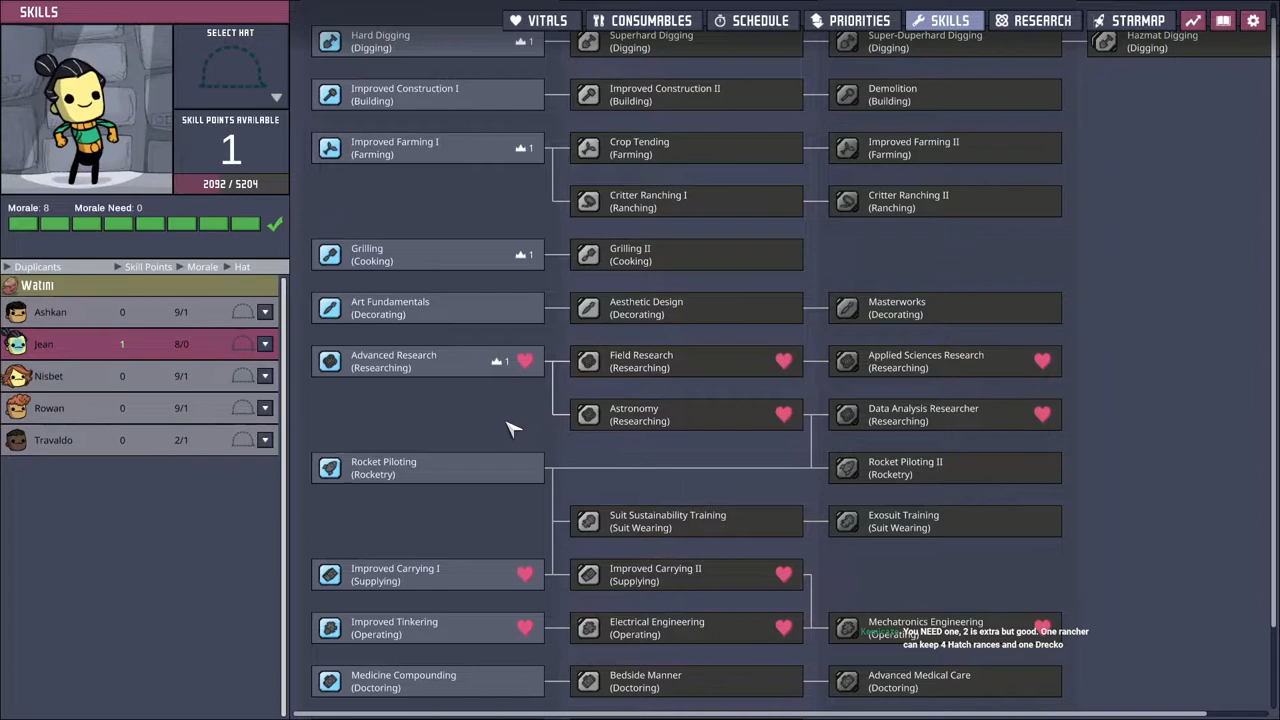 SKILLS
VITALS
CONSUMABLES
SCHEDULE
PRIORITIES
SKILLS
RESEARCH
STARMAP
SELECT HAT
SKILL POINTS AVAILABLE
1
2092 / 5204
Morale: 8
Morale Need: 0
Duplicants
Skill Points
Morale
Hat
Watini
Ashkan 0 9/1
Jean 1 8/0
Nisbet 0 9/1
Rowan 0 9/1
Travaldo 0 2/1
Hard Digging
(Digging)
1
Superhard Digging
(Digging)
Super-Duperhard Digging
(Digging)
Hazmat Digging
(Digging)
Improved Construction I
(Building)
Improved Construction II
(Building)
Demolition
(Building)
Improved Farming I
(Farming)
1
Crop Tending
(Farming)
Improved Farming II
(Farming)
Critter Ranching I
(Ranching)
Critter Ranching II
(Ranching)
Grilling
(Cooking)
1
Grilling II
(Cooking)
Art Fundamentals
(Decorating)
Aesthetic Design
(Decorating)
Masterworks
(Decorating)
Advanced Research
(Researching)
1
Field Research
(Researching)
Applied Sciences Research
(Researching)
Astronomy
(Researching)
Data Analysis Researcher
(Researching)
Rocket Piloting
(Rocketry)
Rocket Piloting II
(Rocketry)
Suit Sustainability Training
(Suit Wearing)
Exosuit Training
(Suit Wearing)
Improved Carrying I
(Supplying)
Improved Carrying II
(Supplying)
Improved Tinkering
(Operating)
Electrical Engineering
(Operating)
Mechatronics Engineering
(Operating)
You NEED one, 2 is extra but good. One rancher
can keep 4 Hatch rances and one Drecko
Medicine Compounding
(Doctoring)
Bedside Manner
(Doctoring)
Advanced Medical Care
(Doctoring)